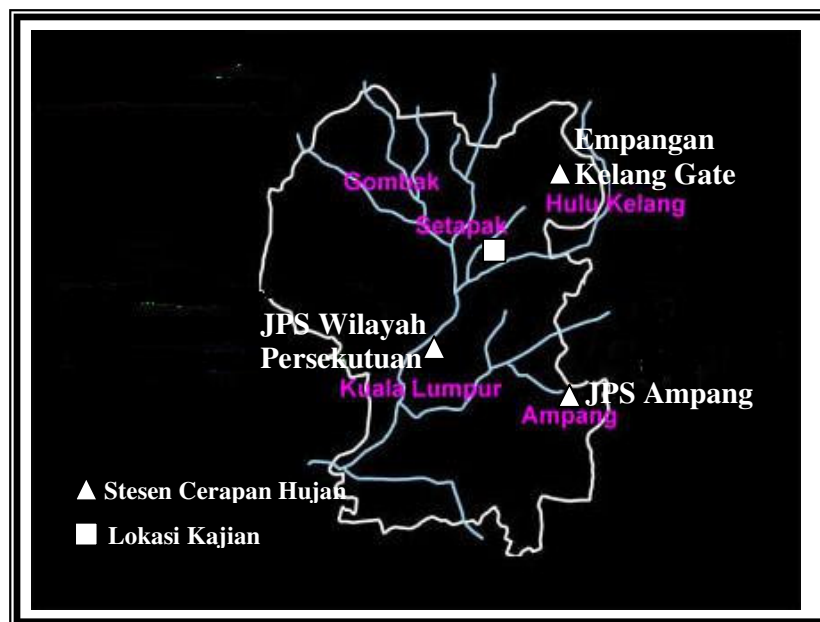 Empangan
Kelang Gate
Gombak
Hulu Kelang
Setapak
JPS Wilayah
Persekutuan
Kuala Lumpur
JPS Ampang
Ampang
Stesen Cerapan Hujan
Lokasi Kajian